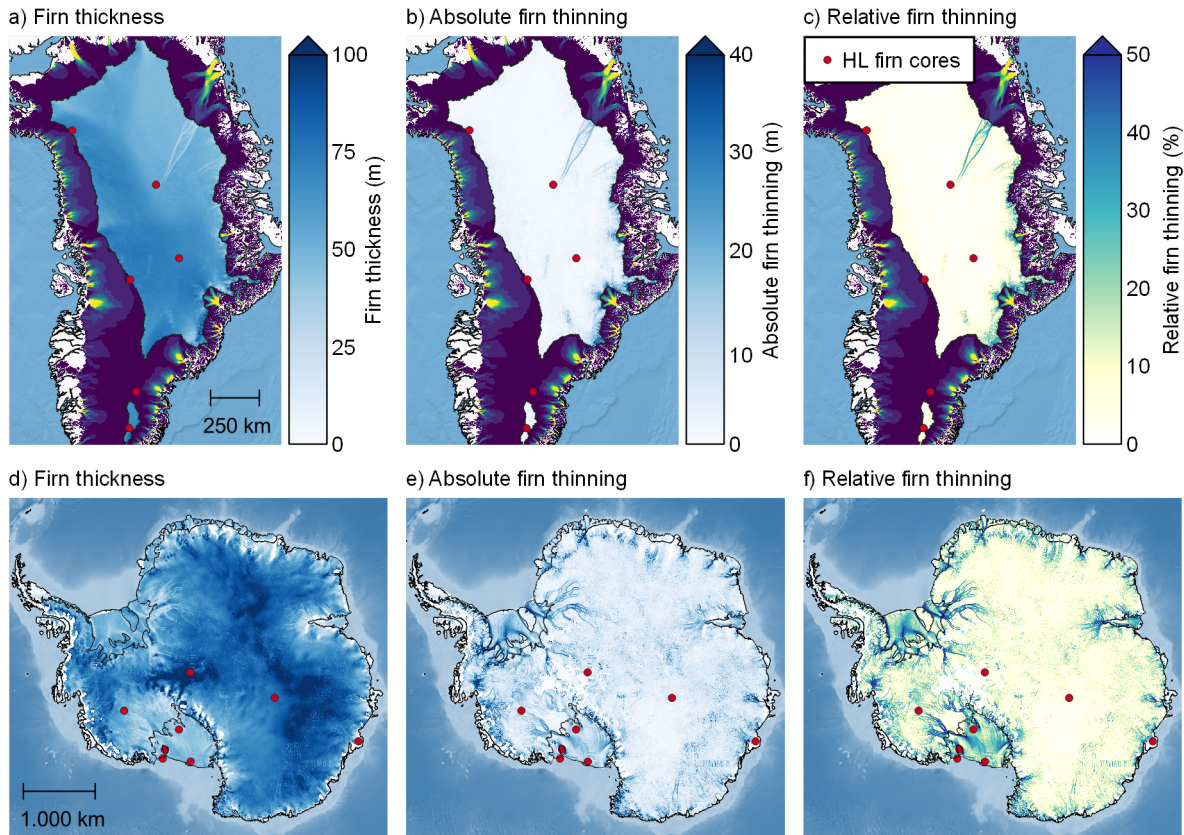 a) Firn thickness
b) Absolute firn thinning
c) Relative firn thinning
100
75
50
25
0
Firn thickness (m)
250 km
40
30
20
10
0
Absolute firn thinning (m)
HL firn cores
50
40
30
20
10
0
Relative firn thinning (%)
d) Firn thickness
e) Absolute firn thinning
f) Relative firn thinning
1.000 km